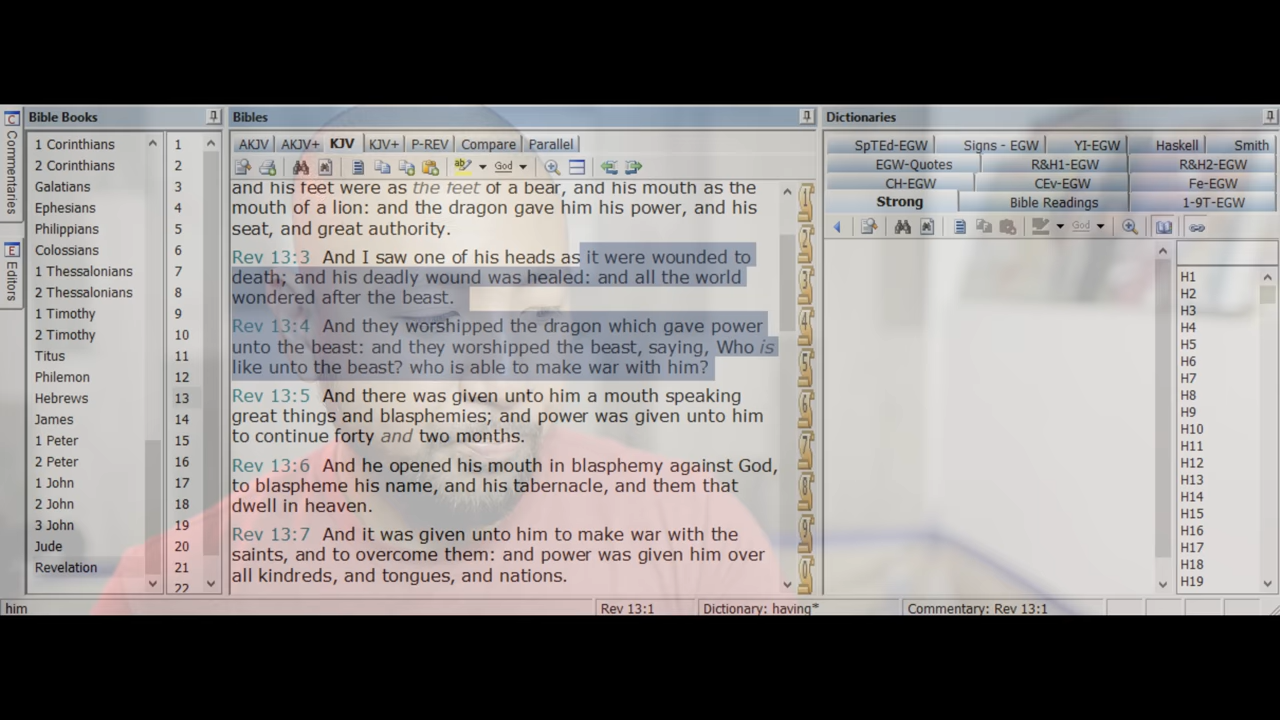 Commentaries
Editors
Bible Books
1 Corinthians
2 Corinthians
Galatians
Ephesians
Philippians
Colossians
1 Thessalonians
2 Thessalonians
1 Timothy
2 Timothy
Titus
Philemon
Hebrews
James
1 Peter
2 Peter
1 John
2 John
3 John
Jude
Revelation
1
2
3
4
5
6
7
8
9
10
11
12
13
14
15
16
17
18
19
20
21
22
Bibles
AKJV AKJV+ KJV KJV+ P-REV Compare Parallel
God
and his feet were as the feet of a bear, and his mouth as the
mouth of a lion: and the dragon gave him his power, and his
seat, and great authority.
Rev 13:3 And I saw one of his heads as it were wounded to
death; and his deadly wound was healed: and all the world
wondered after the beast.
Rev 13:4 And they worshipped the dragon which gave power
unto the beast: and they worshipped the beast, saying, Who is
like unto the beast? who is able to make war with him?
Rev 13:5 And there was given unto him a mouth speaking
great things and blasphemies; and power was given unto him
to continue forty and two months.
Rev 13:6 And he opened his mouth in blasphemy against God,
to blaspheme his name, and his tabernacle, and them that
dwell in heaven.
Rev 13:7 And it was given unto him to make war with the
saints, and to overcome them: and power was given him over
all kindreds, and tongues, and nations.
1
2
3
4
5
6
7
8
9
0
Dictionaries
SpTEd-EGW Signs - EGW YI-EGW Haskell Smith
EGW-Quotes R&H1-EGW R&H2-EGW
CH-EGW CEv-EGW Fe-EGW
Strong Bible Readings 1-9T-EGW
God
H1
H2
H3
H4
H5
H6
H7
H8
H9
H10
H11
H12
H13
H14
H15
H16
H17
H18
H19
him Rev 13:1 Dictionary: having* Commentary: Rev 13:1